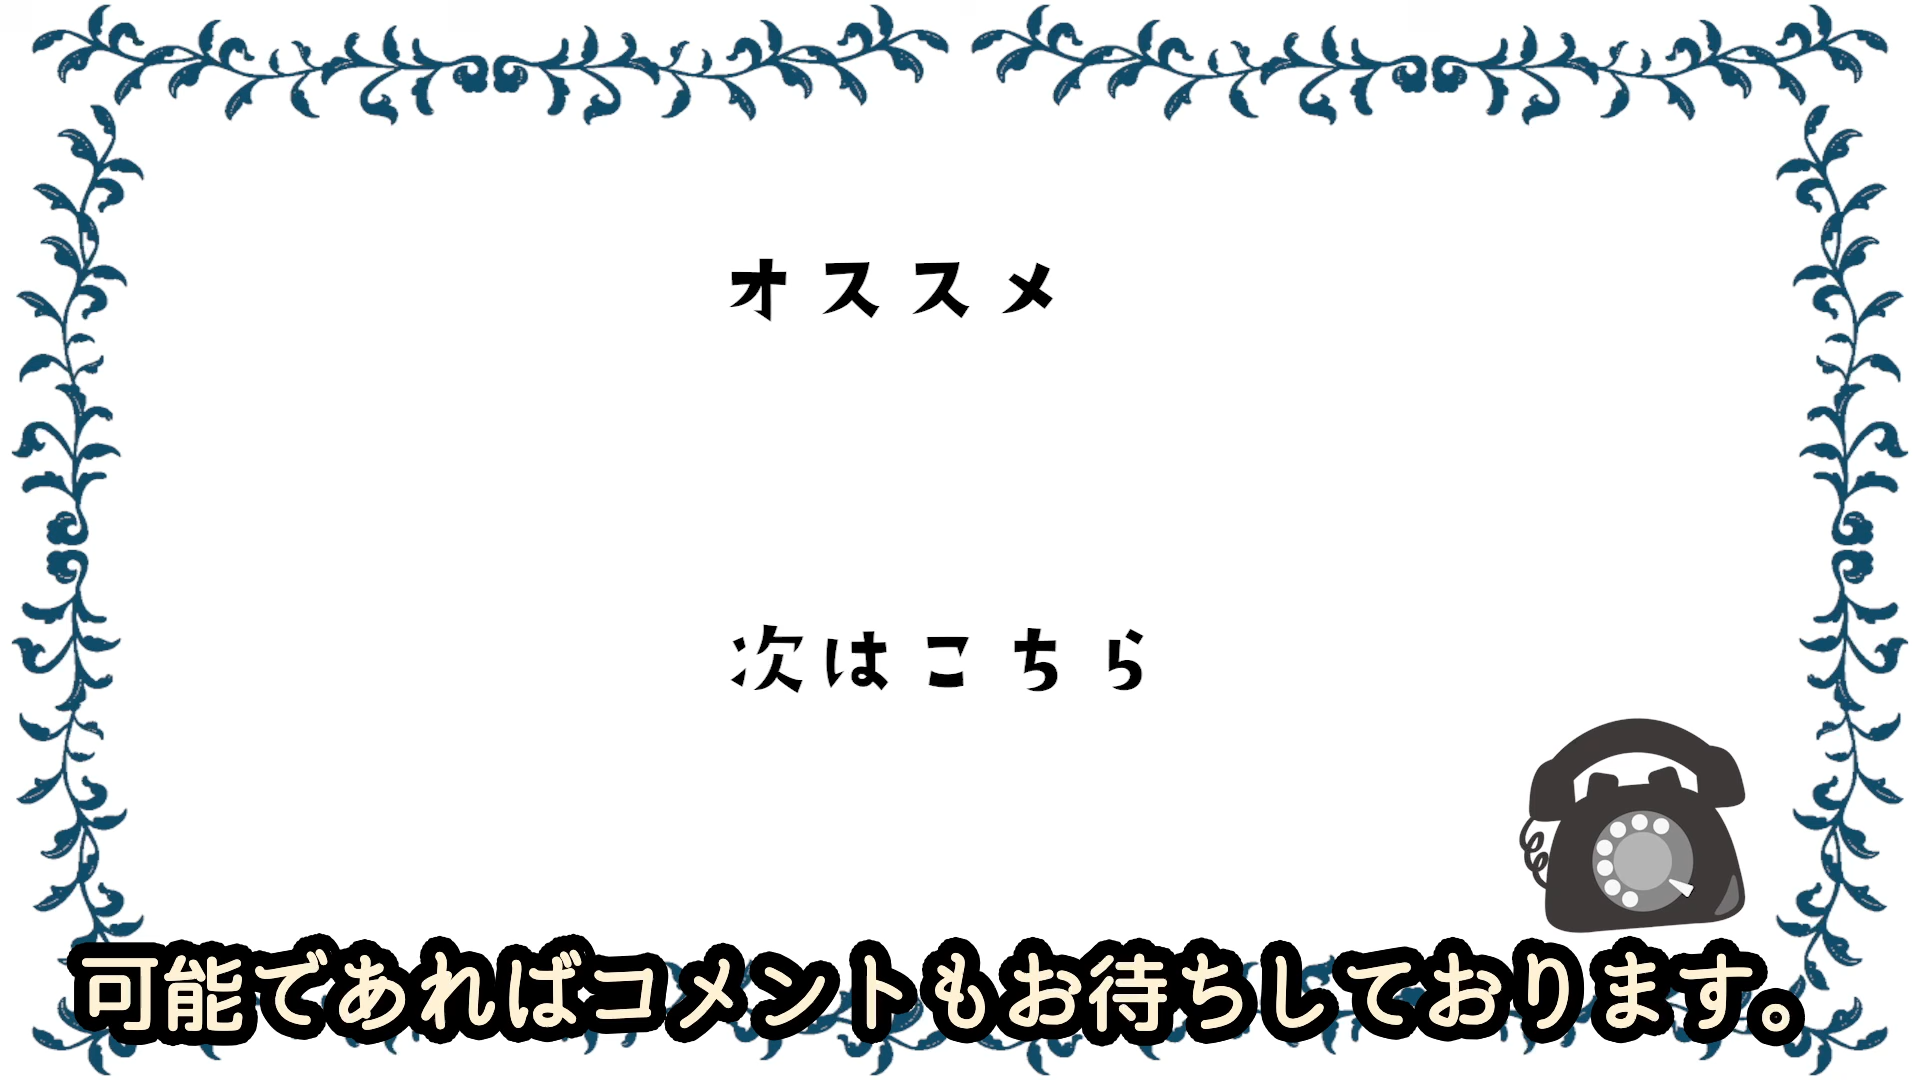 オススメ
次はこちら
可能であればコメントもお待ちしております。